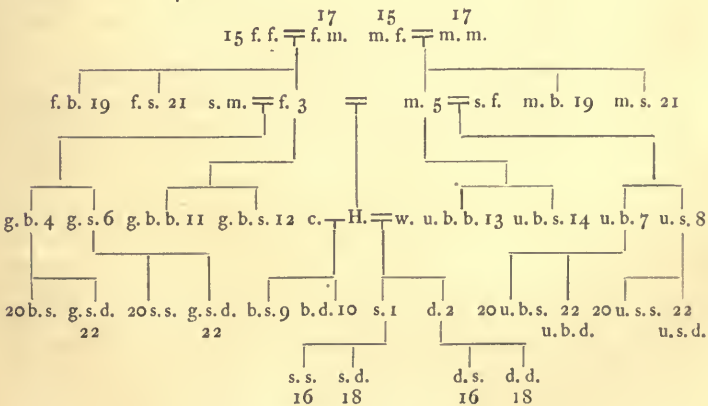 17 15 17
15 f. f. f. m. m. f. m. m.
f. b. 19 f. s. 21 s. m. f. 3 m. 5 s. f. m. b. 19 m. s. 21
g. b. 4 g. s. 6 g. b. b. 11 g. b. s. 12 c. H. w. u. b. b. 13 u. b. s. 14 u. b. 7 u. s. 8
20 b. s. g. s. d. 20 s. s. g. s. d. b. s. 9 b. d. 10 s. 1 d. 2 20 u. b. s. 22 20 u. s. s. 22
22 22 u. b. d. u. s. d.
s. s. s. d. d. s. d. d.
16 18 16 18